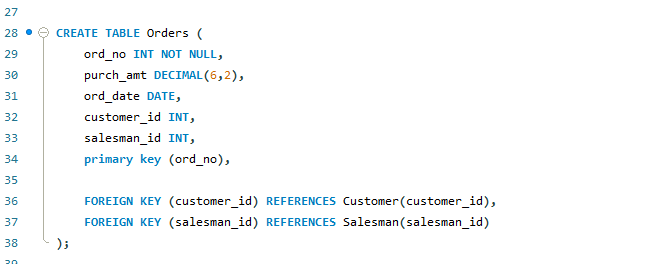 27
28 CREATE TABLE Orders (
29 ord_no INT NOT NULL,
30 purch_amt DECIMAL(6,2),
31 ord_date DATE,
32 customer_id INT,
33 salesman_id INT,
34 primary key (ord_no),
35
36 FOREIGN KEY (customer_id) REFERENCES Customer(customer_id),
37 FOREIGN KEY (salesman_id) REFERENCES Salesman(salesman_id)
38 );
39